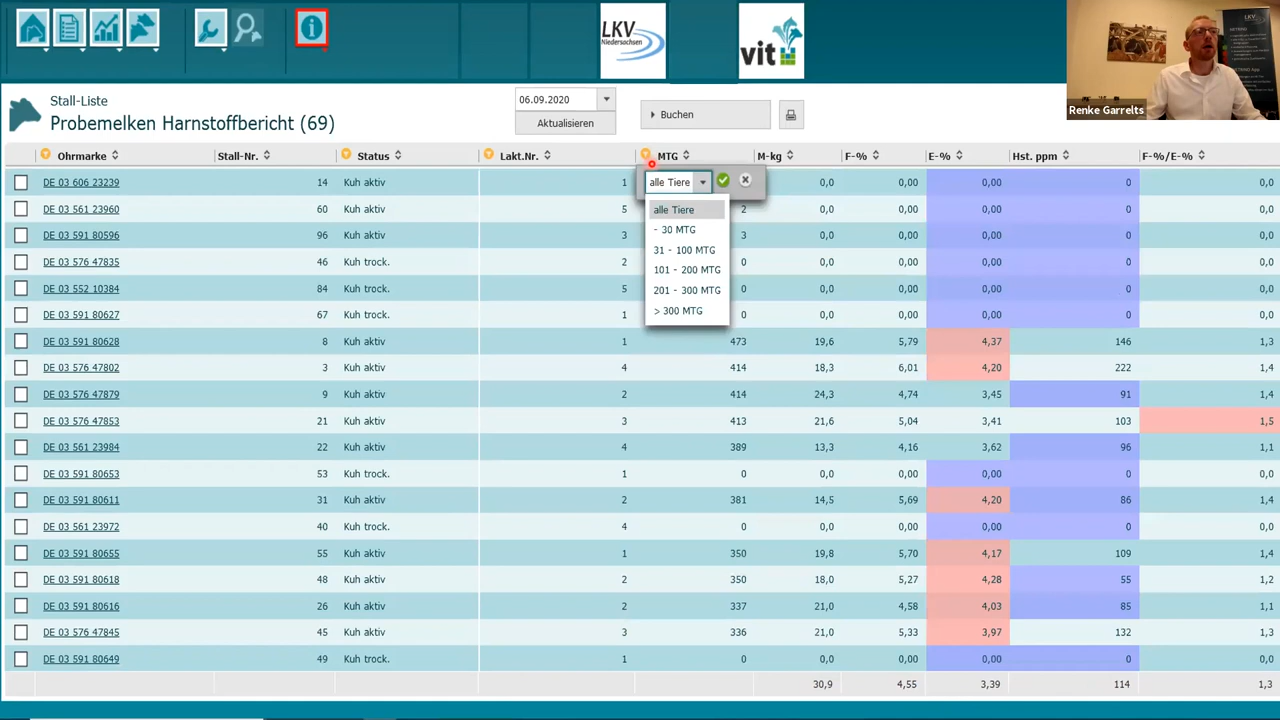 LKV
Niedersachsen
vit
LKV
Renke Garrelts
Stall-Liste
Probemelken Harnstoffbericht (69)
06.09.2020
Aktualisieren
Buchen
Ohrmarke Stall-Nr. Status Lakt.Nr. MTG M-kg F-% E-% Hst. ppm F-%/E-%
alle Tiere
alle Tiere
- 30 MTG
31 - 100 MTG
101 - 200 MTG
201 - 300 MTG
> 300 MTG
DE 03 606 23239 14 Kuh aktiv 1 0,0 0,00 0,00 0 0,0
DE 03 561 23960 60 Kuh aktiv 5 2 0,0 0,00 0,00 0 0,0
DE 03 591 80596 96 Kuh aktiv 3 3 0,0 0,00 0,00 0 0,0
DE 03 576 47835 46 Kuh trock. 2 0 0,0 0,00 0,00 0 0,0
DE 03 552 10384 84 Kuh trock. 5 0 0,0 0,00 0,00 0 0,0
DE 03 591 80627 67 Kuh trock. 1 0 0,0 0,00 0,00 0 0,0
DE 03 591 80628 8 Kuh aktiv 1 473 19,6 5,79 4,37 146 1,3
DE 03 576 47802 3 Kuh aktiv 4 414 18,3 6,01 4,20 222 1,4
DE 03 576 47879 9 Kuh aktiv 2 414 24,3 4,74 3,45 91 1,4
DE 03 576 47853 21 Kuh aktiv 3 413 21,6 5,04 3,41 103 1,5
DE 03 561 23984 22 Kuh aktiv 4 389 13,3 4,16 3,62 96 1,1
DE 03 591 80653 53 Kuh trock. 1 0 0,0 0,00 0,00 0 0,0
DE 03 591 80611 31 Kuh aktiv 2 381 14,5 5,69 4,20 86 1,4
DE 03 561 23972 40 Kuh trock. 4 0 0,0 0,00 0,00 0 0,0
DE 03 591 80655 55 Kuh aktiv 1 350 19,8 5,70 4,17 109 1,4
DE 03 591 80618 48 Kuh aktiv 2 350 18,0 5,27 4,28 55 1,2
DE 03 591 80616 26 Kuh aktiv 2 337 21,0 4,58 4,03 85 1,1
DE 03 576 47845 45 Kuh aktiv 3 336 21,0 5,33 3,97 132 1,3
DE 03 591 80649 49 Kuh trock. 1 0 0,0 0,00 0,00 0 0,0
30,9 4,55 3,39 114 1,3